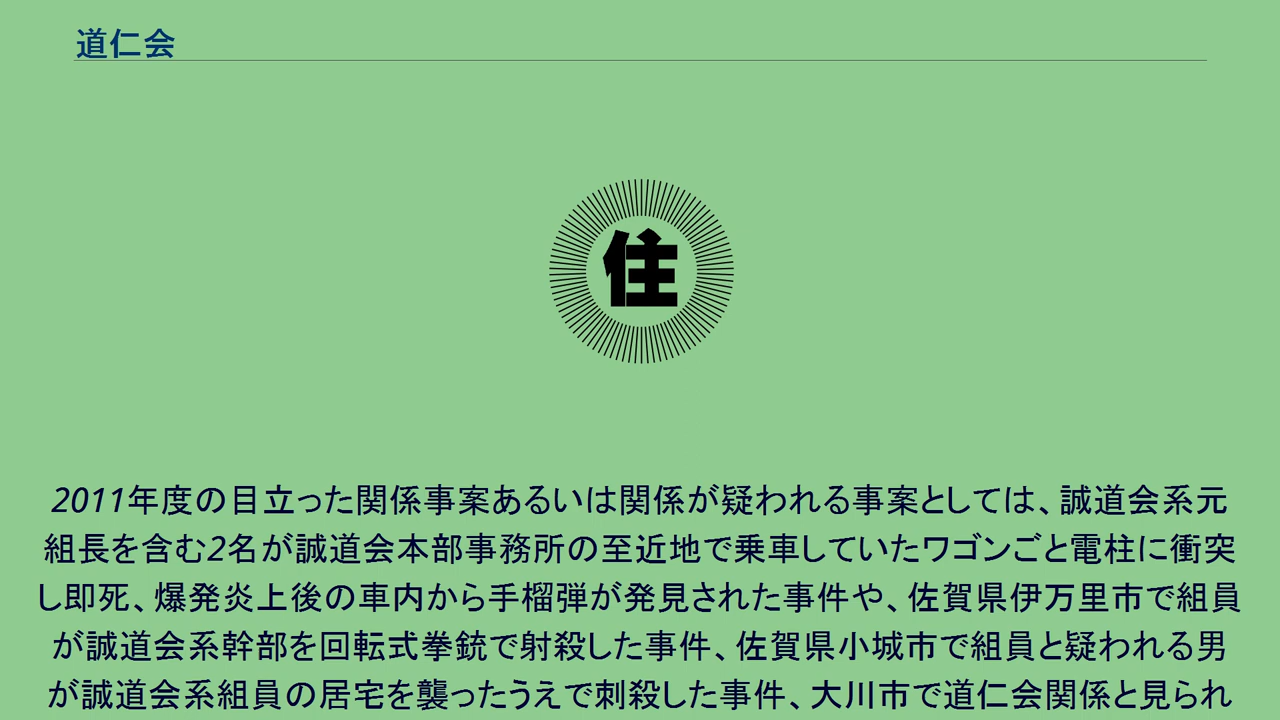 道仁会
住
2011年度の目立った関係事案あるいは関係が疑われる事案としては、誠道会系元
組長を含む2名が誠道会本部事務所の至近地で乗車していたワゴンごと電柱に衝突
し即死、爆発炎上後の車内から手榴弾が発見された事件や、佐賀県伊万里市で組員
が誠道会系幹部を回転式拳銃で射殺した事件、佐賀県小城市で組員と疑われる男
が誠道会系組員の居宅を襲ったうえで刺殺した事件、大川市で道仁会関係と見られ